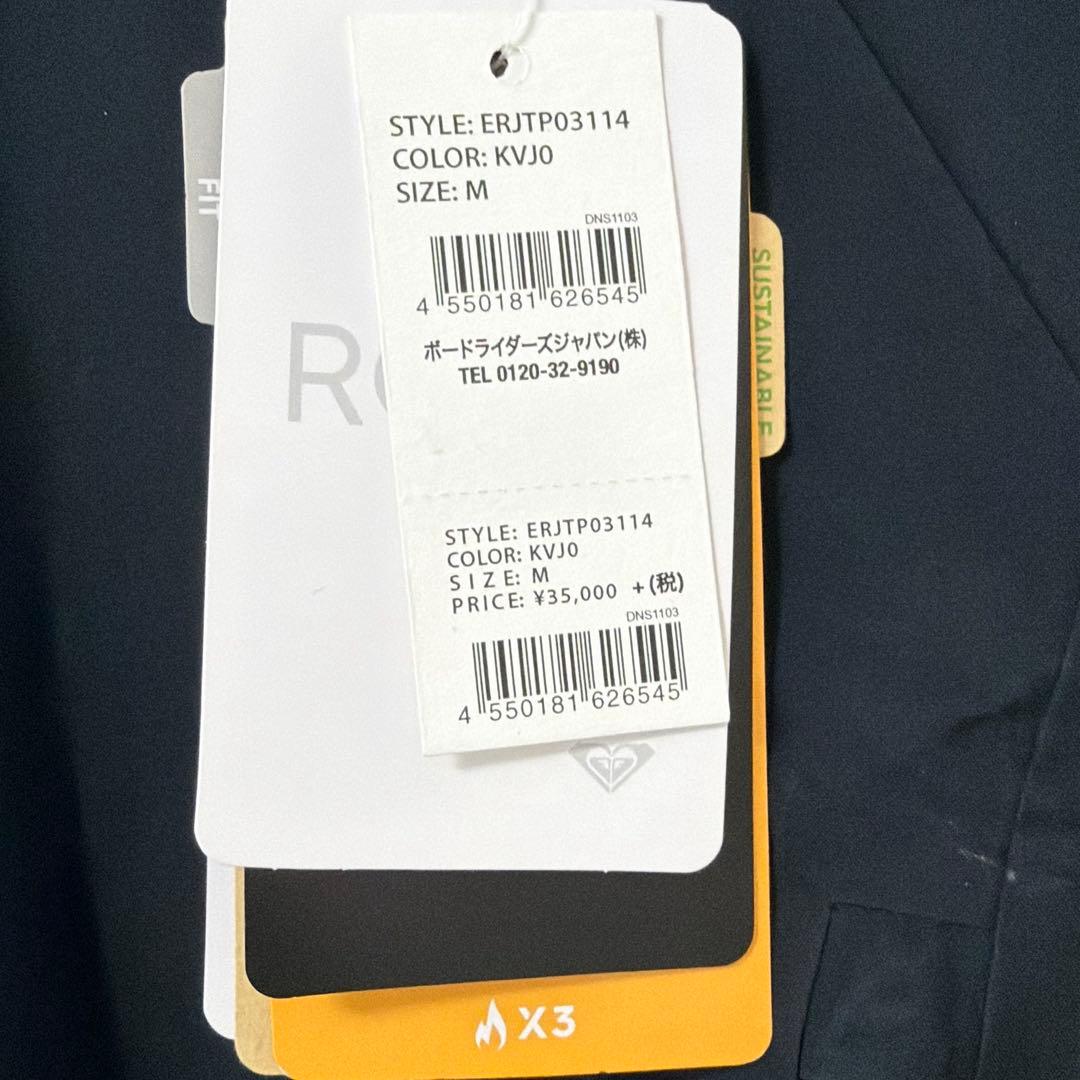 STYLE: ERJTP03114
COLOR: KVJ0
SIZE: M
DNS1103
4 550181 626545
ボードライダーズジャパン(株)
TEL 0120-32-9190
STYLE: ERJTP03114
COLOR: KVJ0
SIZE: M
PRICE: ¥35,000 +(税)
DNS1103
4 550181 626545
FIT
SUSTAINABLE
X3